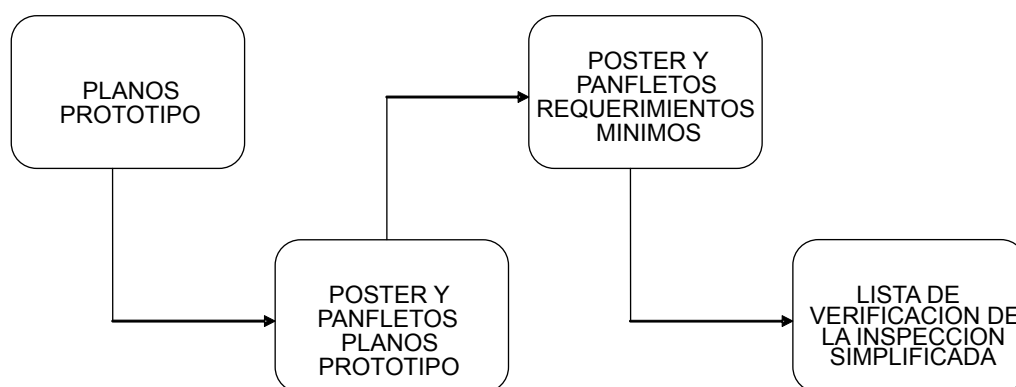 PLANOS
PROTOTIPO
POSTER Y
PANFLETOS
PLANOS
PROTOTIPO
POSTER Y
PANFLETOS
REQUERIMIENTOS
MINIMOS
LISTA DE
VERIFICACION DE
LA INSPECCION
SIMPLIFICADA